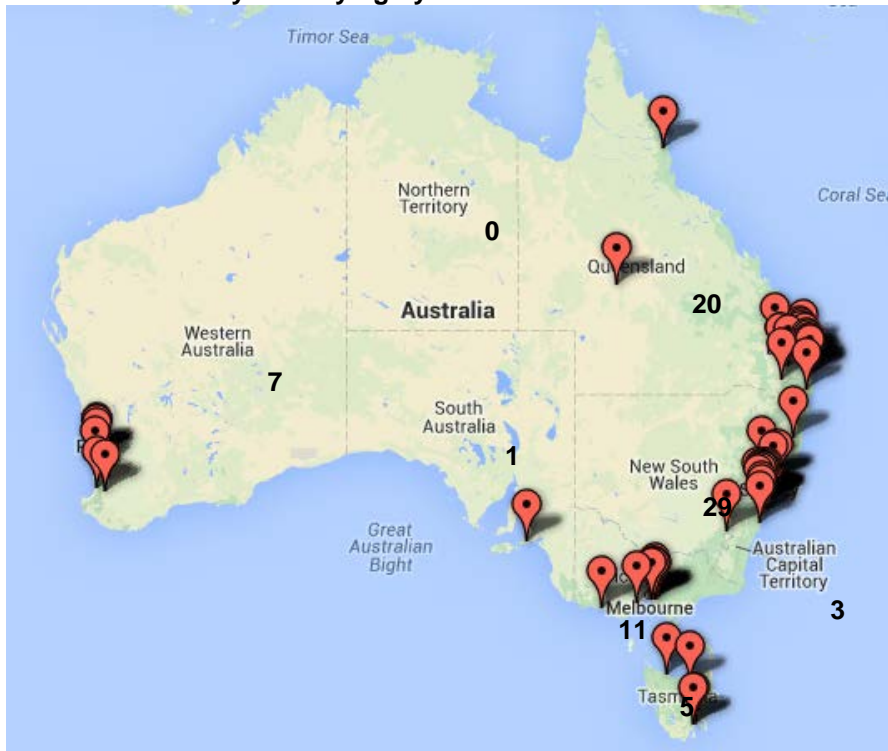 Timor Sea
Northern
Territory
Coral Sea
0
Queensland
20
Australia
Western
Australia
7
South
Australia
1
New South
Wales
29
Great
Australian
Bight
Australian
Capital
Territory
3
Melbourne
11
Tasmania
5